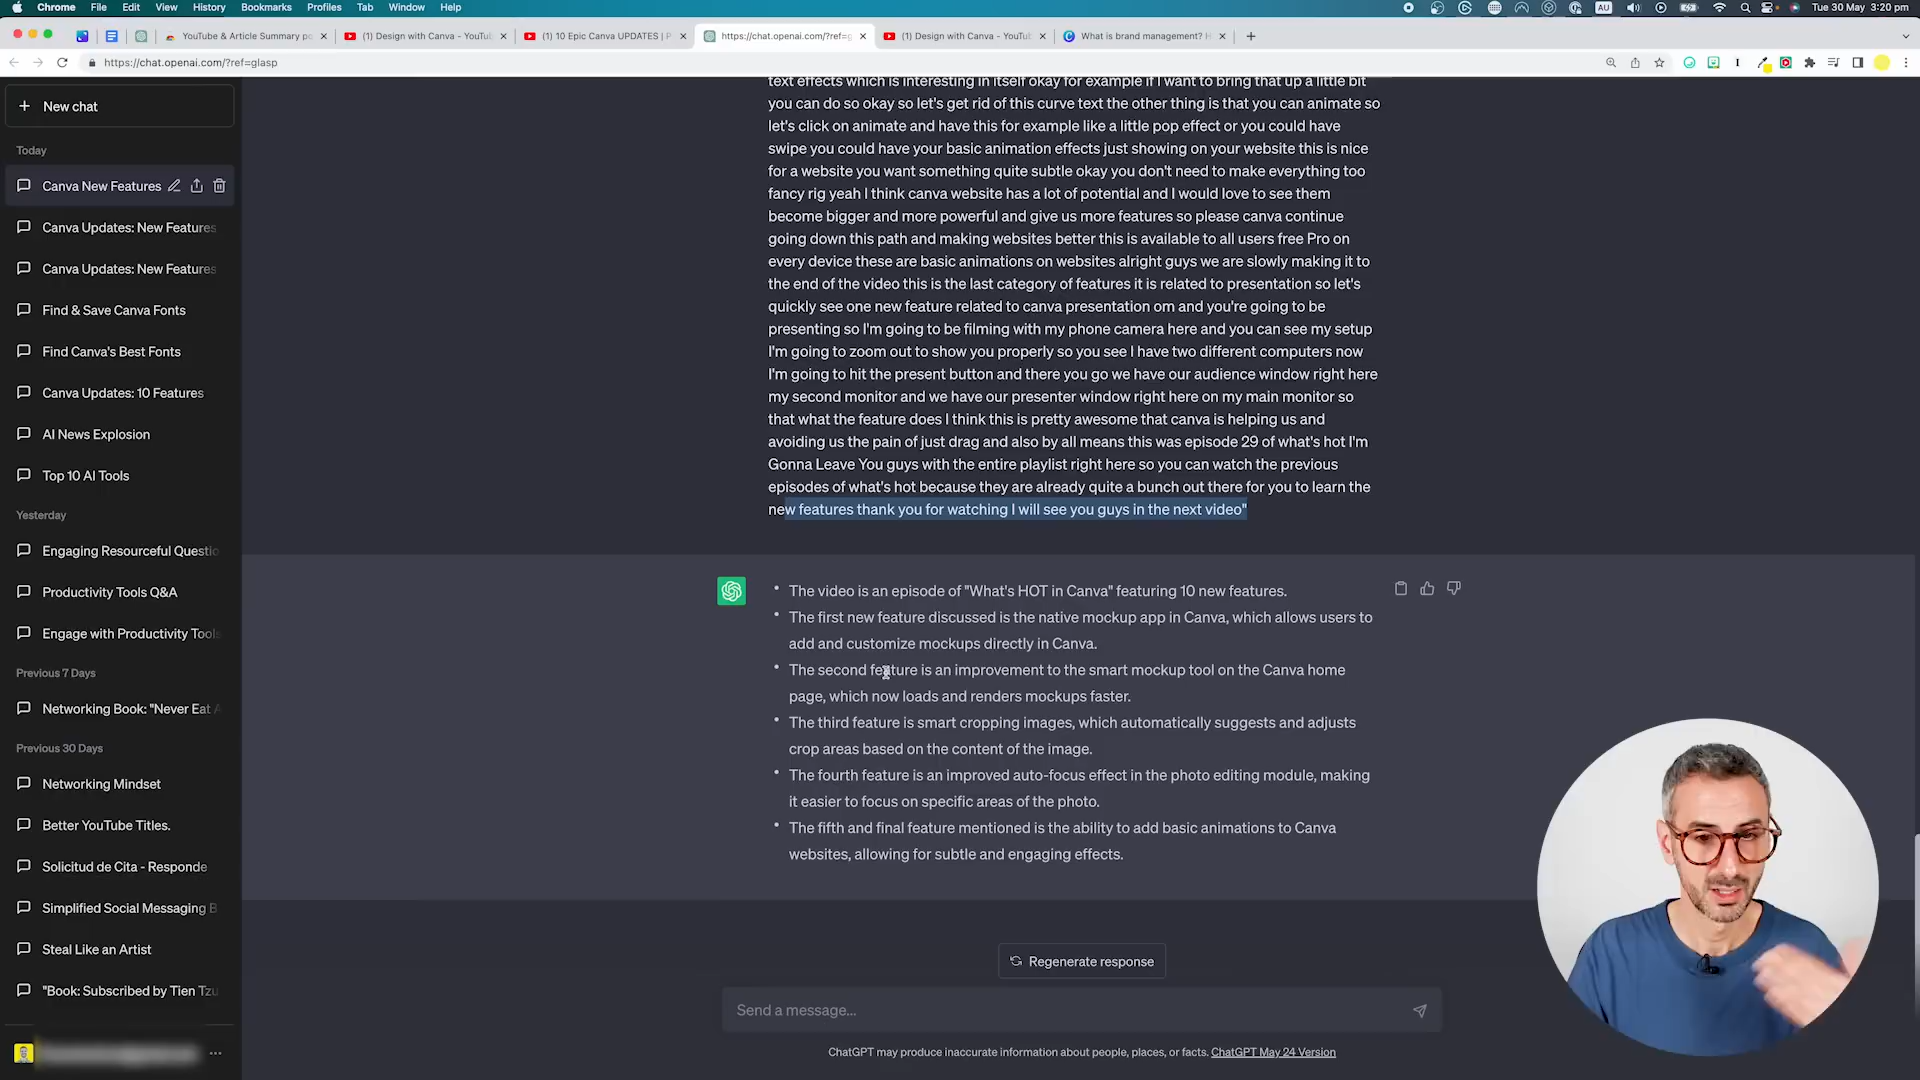 Chrome File Edit View History Bookmarks Profiles Tab Window Help
AU
Tue 30 May 3:20 pm
YouTube & Article Summary po
(1) Design with Canva - YouTu
(1) 10 Epic Canva UPDATES | P
https://chat.openai.com/?ref=g
(1) Design with Canva - YouTu
What is brand management? H
https://chat.openai.com/?ref=glasp
New chat
Today
Canva New Features
Canva Updates: New Features
Canva Updates: New Features
Find & Save Canva Fonts
Find Canva's Best Fonts
Canva Updates: 10 Features
AI News Explosion
Top 10 AI Tools
Yesterday
Engaging Resourceful Questio
Productivity Tools Q&A
Engage with Productivity Tools
Previous 7 Days
Networking Book: "Never Eat A
Previous 30 Days
Networking Mindset
Better YouTube Titles.
Solicitud de Cita - Responde
Simplified Social Messaging B
Steal Like an Artist
"Book: Subscribed by Tien Tzu
text effects which is interesting in itself okay for example if I want to bring that up a little bit
you can do so okay so let's get rid of this curve text the other thing is that you can animate so
let's click on animate and have this for example like a little pop effect or you could have
swipe you could have your basic animation effects just showing on your website this is nice
for a website you want something quite subtle okay you don't need to make everything too
fancy rig yeah I think canva website has a lot of potential and I would love to see them
become bigger and more powerful and give us more features so please canva continue
going down this path and making websites better this is available to all users free Pro on
every device these are basic animations on websites alright guys we are slowly making it to
the end of the video this is the last category of features it is related to presentation so let's
quickly see one new feature related to canva presentation om and you're going to be
presenting so I'm going to be filming with my phone camera here and you can see my setup
I'm going to zoom out to show you properly so you see I have two different computers now
I'm going to hit the present button and there you go we have our audience window right here
my second monitor and we have our presenter window right here on my main monitor so
that what the feature does I think this is pretty awesome that canva is helping us and
avoiding us the pain of just drag and also by all means this was episode 29 of what's hot I'm
Gonna Leave You guys with the entire playlist right here so you can watch the previous
episodes of what's hot because they are already quite a bunch out there for you to learn the
new features thank you for watching I will see you guys in the next video"
• The video is an episode of "What's HOT in Canva" featuring 10 new features.
• The first new feature discussed is the native mockup app in Canva, which allows users to
add and customize mockups directly in Canva.
• The second feature is an improvement to the smart mockup tool on the Canva home
page, which now loads and renders mockups faster.
• The third feature is smart cropping images, which automatically suggests and adjusts
crop areas based on the content of the image.
• The fourth feature is an improved auto-focus effect in the photo editing module, making
it easier to focus on specific areas of the photo.
• The fifth and final feature mentioned is the ability to add basic animations to Canva
websites, allowing for subtle and engaging effects.
Regenerate response
Send a message...
ChatGPT may produce inaccurate information about people, places, or facts. ChatGPT May 24 Version